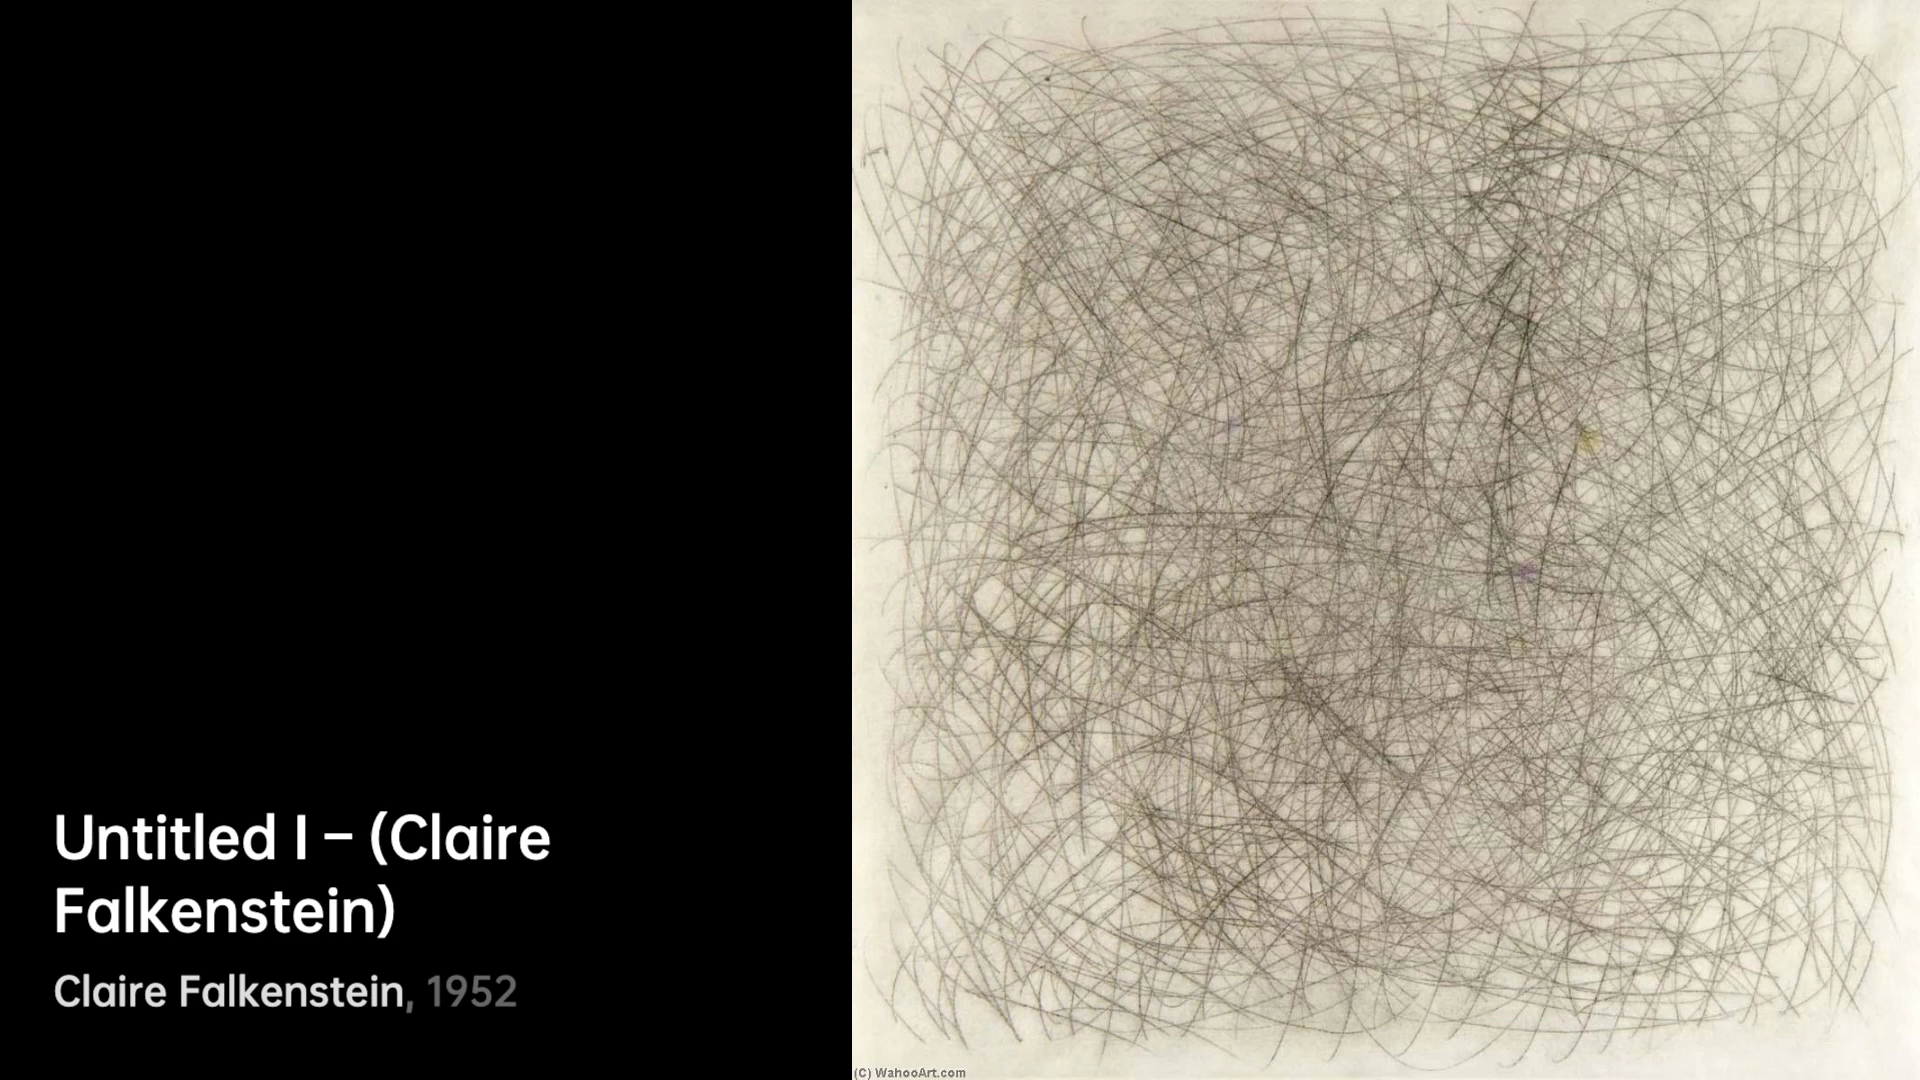 Untitled I – (Claire
Falkenstein)
Claire Falkenstein, 1952
(C) WahooArt.com